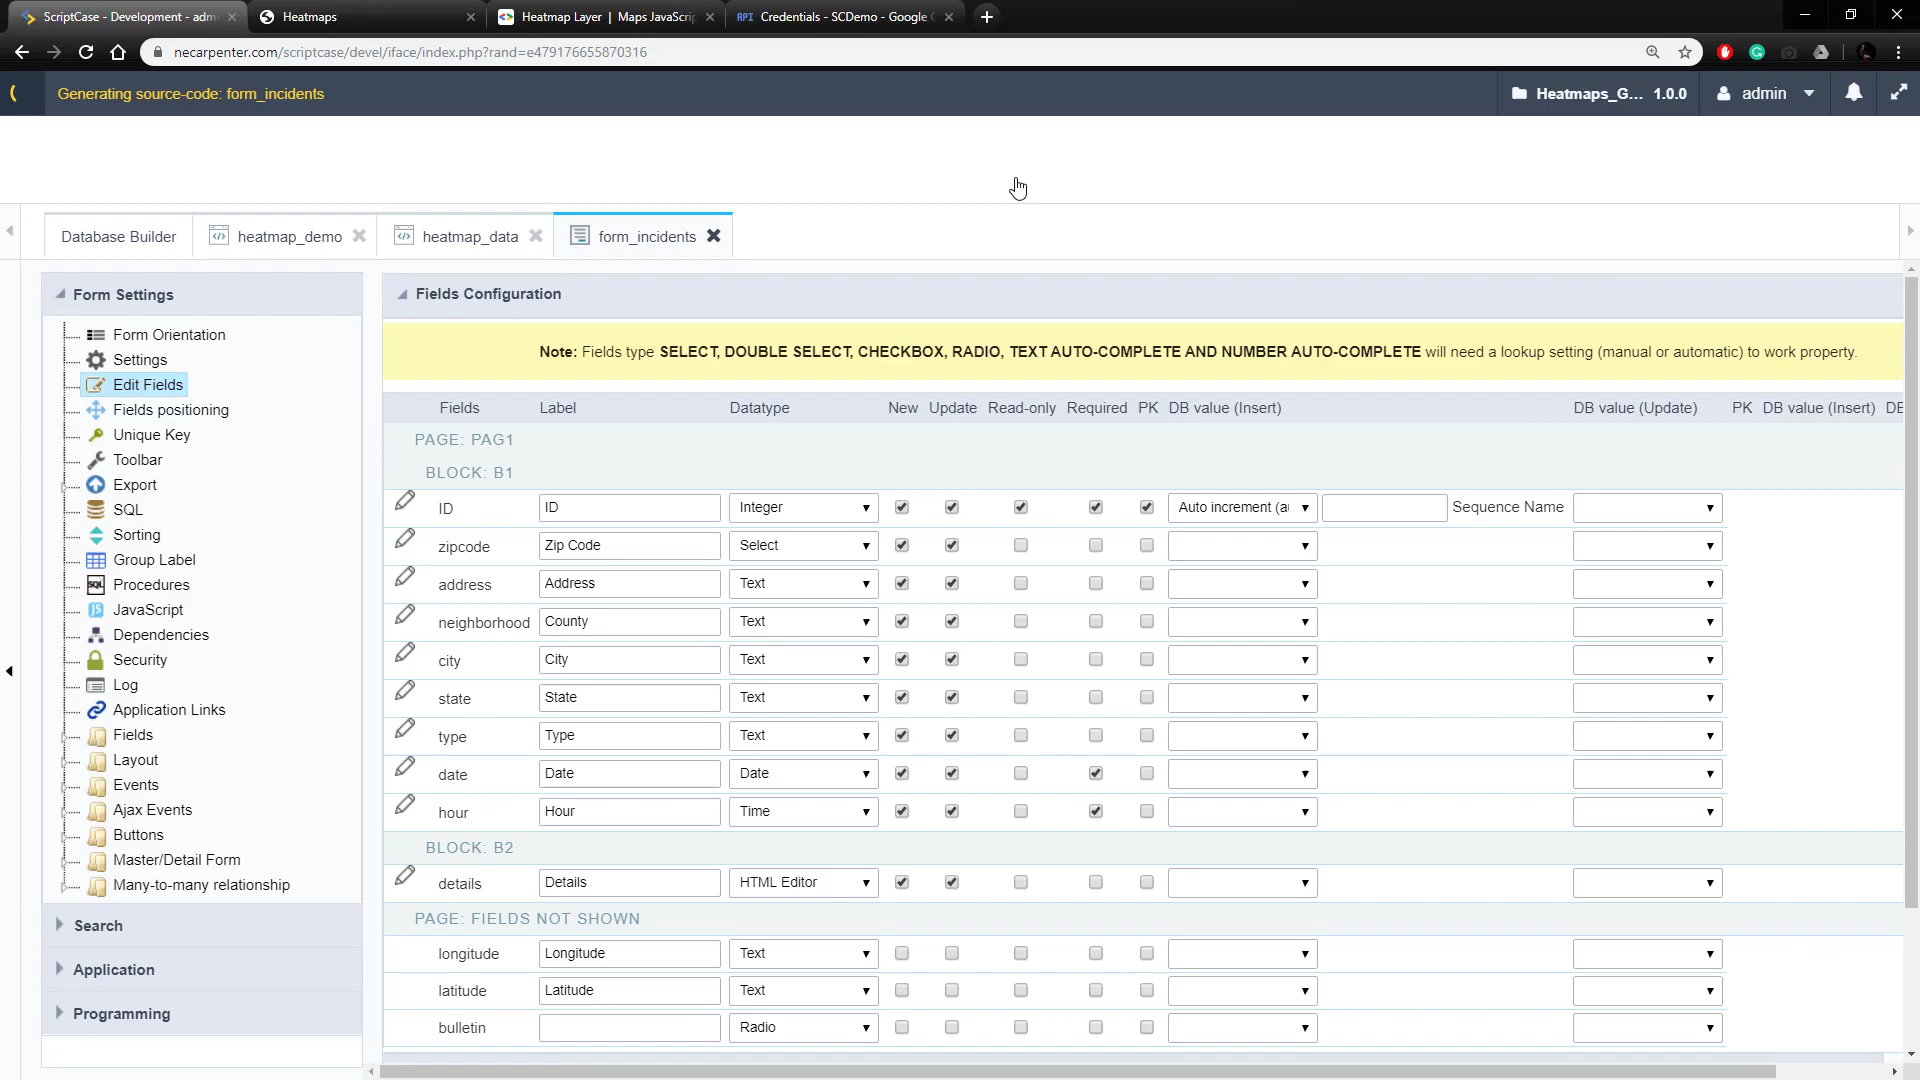 ScriptCase - Development - adm
Heatmaps
Heatmap Layer | Maps JavaScrip
API Credentials - SCDemo - Google C
necarpenter.com/scriptcase/devel/iface/index.php?rand=e479176655870316
Generating source-code: form_incidents
Heatmaps_G... 1.0.0
admin
Database Builder
heatmap_demo
heatmap_data
form_incidents
Form Settings
Form Orientation
Settings
Edit Fields
Fields positioning
Unique Key
Toolbar
Export
SQL
Sorting
Group Label
SQL Procedures
JS JavaScript
Dependencies
Security
Log
Application Links
Fields
Layout
Events
Ajax Events
Buttons
Master/Detail Form
Many-to-many relationship
Search
Application
Programming
Fields Configuration
Note: Fields type SELECT, DOUBLE SELECT, CHECKBOX, RADIO, TEXT AUTO-COMPLETE AND NUMBER AUTO-COMPLETE will need a lookup setting (manual or automatic) to work property.
Fields Label Datatype New Update Read-only Required PK DB value (Insert) DB value (Update) PK DB value (Insert) DE
PAGE: PAG1
BLOCK: B1
ID ID Integer Auto increment (au Sequence Name
zipcode Zip Code Select
address Address Text
neighborhood County Text
city City Text
state State Text
type Type Text
date Date Date
hour Hour Time
BLOCK: B2
details Details HTML Editor
PAGE: FIELDS NOT SHOWN
longitude Longitude Text
latitude Latitude Text
bulletin Radio